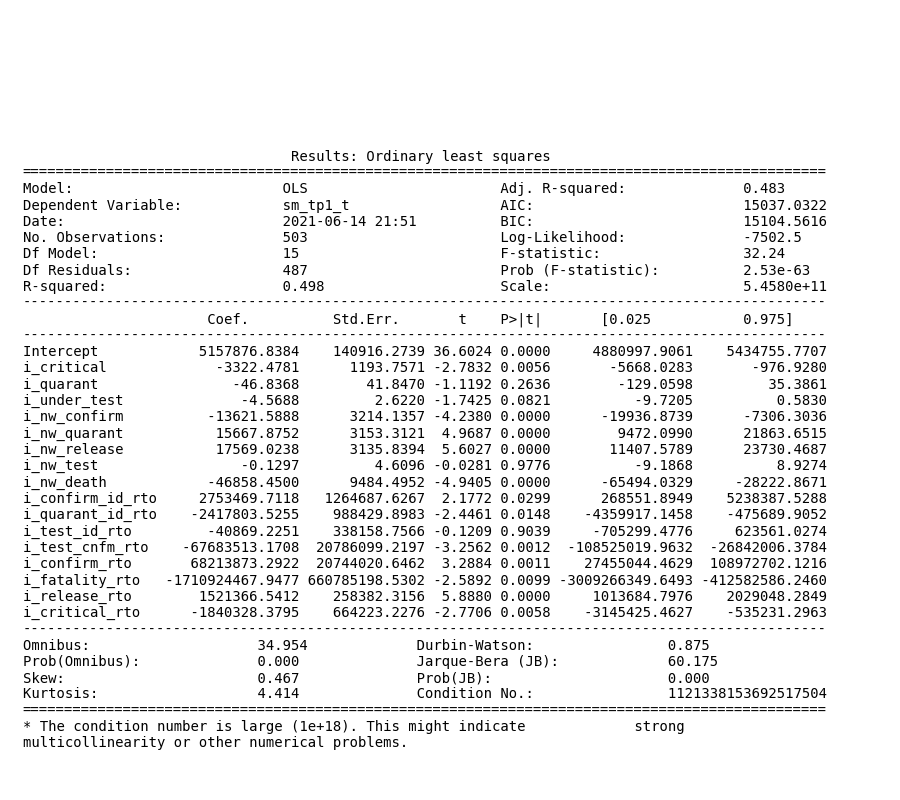 Results: Ordinary least squares
================================================================================================
Model: OLS Adj. R-squared: 0.483
Dependent Variable: sm_tp1_t AIC: 15037.0322
Date: 2021-06-14 21:51 BIC: 15104.5616
No. Observations: 503 Log-Likelihood: -7502.5
Df Model: 15 F-statistic: 32.24
Df Residuals: 487 Prob (F-statistic): 2.53e-63
R-squared: 0.498 Scale: 5.4580e+11
------------------------------------------------------------------------------------------------
Coef. Std.Err. t P>|t| [0.025 0.975]
------------------------------------------------------------------------------------------------
Intercept 5157876.8384 140916.2739 36.6024 0.0000 4880997.9061 5434755.7707
i_critical -3322.4781 1193.7571 -2.7832 0.0056 -5668.0283 -976.9280
i_quarant -46.8368 41.8470 -1.1192 0.2636 -129.0598 35.3861
i_under_test -4.5688 2.6220 -1.7425 0.0821 -9.7205 0.5830
i_nw_confirm -13621.5888 3214.1357 -4.2380 0.0000 -19936.8739 -7306.3036
i_nw_quarant 15667.8752 3153.3121 4.9687 0.0000 9472.0990 21863.6515
i_nw_release 17569.0238 3135.8394 5.6027 0.0000 11407.5789 23730.4687
i_nw_test -0.1297 4.6096 -0.0281 0.9776 -9.1868 8.9274
i_nw_death -46858.4500 9484.4952 -4.9405 0.0000 -65494.0329 -28222.8671
i_confirm_id_rto 2753469.7118 1264687.6267 2.1772 0.0299 268551.8949 5238387.5288
i_quarant_id_rto -2417803.5255 988429.8983 -2.4461 0.0148 -4359917.1458 -475689.9052
i_test_id_rto -40869.2251 338158.7566 -0.1209 0.9039 -705299.4776 623561.0274
i_test_cnfm_rto -67683513.1708 20786099.2197 -3.2562 0.0012 -108525019.9632 -26842006.3784
i_confirm_rto 68213873.2922 20744020.6462 3.2884 0.0011 27455044.4629 108972702.1216
i_fatality_rto -1710924467.9477 660785198.5302 -2.5892 0.0099 -3009266349.6493 -412582586.2460
i_release_rto 1521366.5412 258382.3156 5.8880 0.0000 1013684.7976 2029048.2849
i_critical_rto -1840328.3795 664223.2276 -2.7706 0.0058 -3145425.4627 -535231.2963
------------------------------------------------------------------------------------------------
Omnibus: 34.954 Durbin-Watson: 0.875
Prob(Omnibus): 0.000 Jarque-Bera (JB): 60.175
Skew: 0.467 Prob(JB): 0.000
Kurtosis: 4.414 Condition No.: 1121338153692517504
================================================================================================
* The condition number is large (1e+18). This might indicate strong
multicollinearity or other numerical problems.